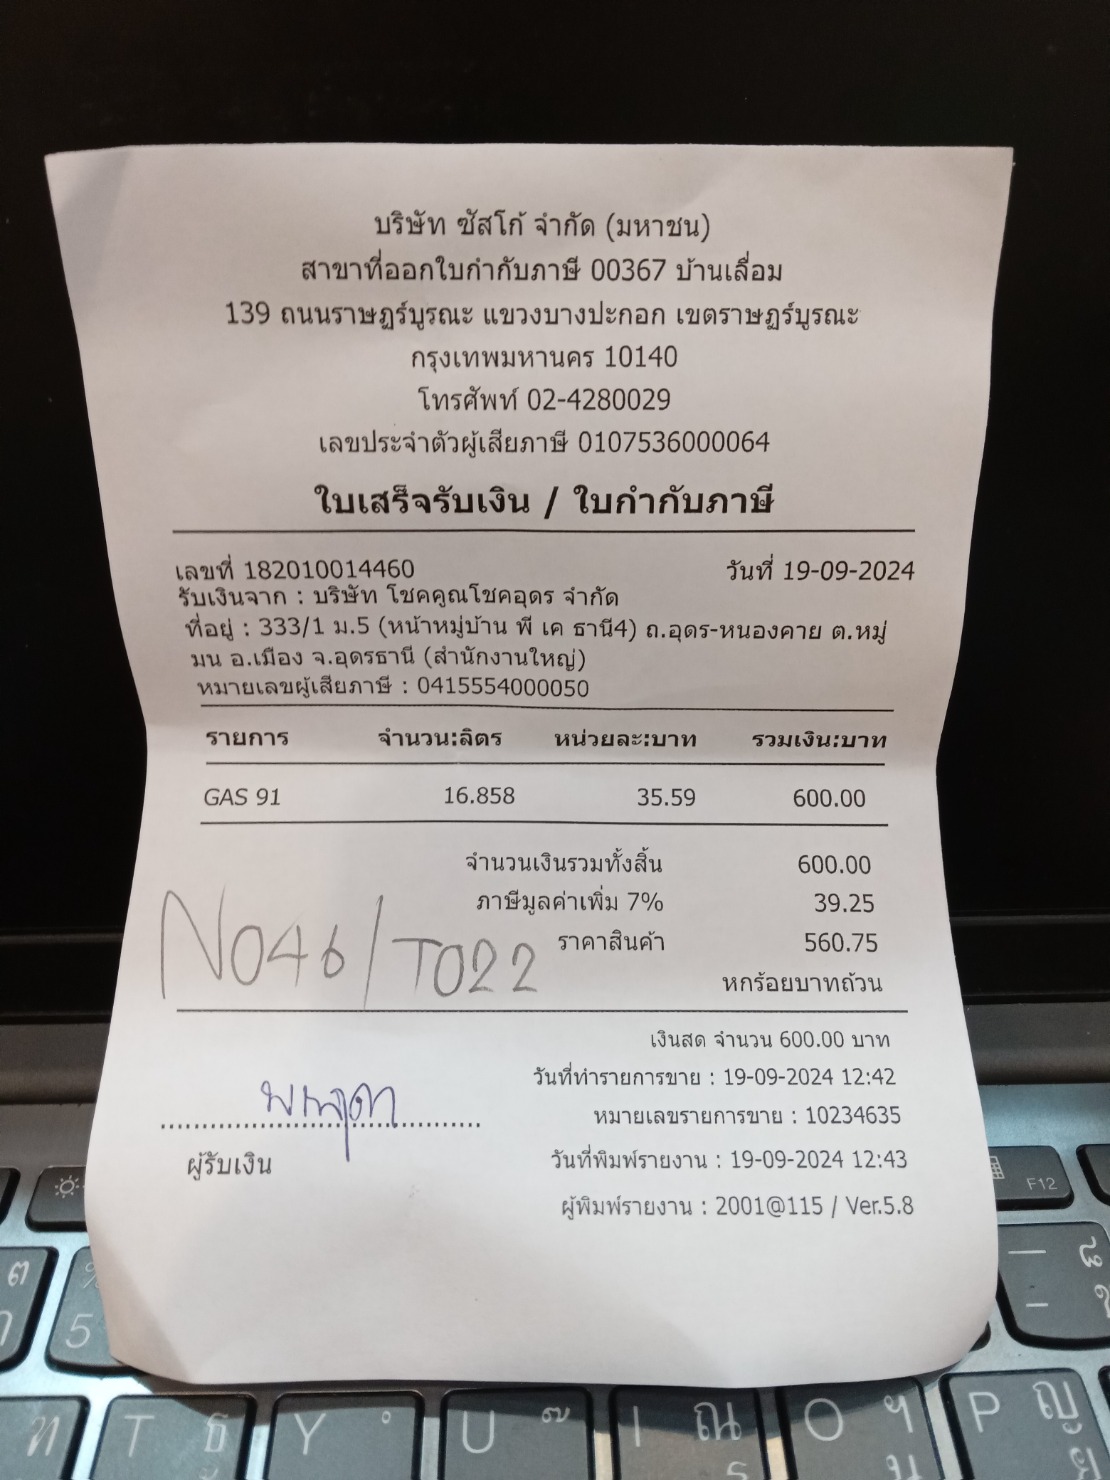 บริษัท ซัสโก้ จำกัด (มหาชน)
สาขาที่ออกใบกำกับภาษี 00367 บ้านเลื่อม
139 ถนนราษฎร์บูรณะ แขวงบางปะกอก เขตราษฎร์บูรณะ
กรุงเทพมหานคร 10140
โทรศัพท์ 02-4280029
เลขประจำตัวผู้เสียภาษี 0107536000064
ใบเสร็จรับเงิน / ใบกำกับภาษี
เลขที่ 182010014460 วันที่ 19-09-2024
รับเงินจาก : บริษัท โชคคูณโชคอุดร จำกัด
ที่อยู่ : 333/1 ม.5 (หน้าหมู่บ้าน พี เค ธานี4) ถ.อุดร-หนองคาย ต.หมู่
มน อ.เมือง จ.อุดรธานี (สำนักงานใหญ่)
หมายเลขผู้เสียภาษี : 0415554000050
รายการ จำนวน:ลิตร หน่วยละ:บาท รวมเงิน:บาท
GAS 91 16.858 35.59 600.00
จำนวนเงินรวมทั้งสิ้น 600.00
ภาษีมูลค่าเพิ่ม 7% 39.25
N046/T022 ราคาสินค้า 560.75
หกร้อยบาทถ้วน
เงินสด จำนวน 600.00 บาท
วันที่ทำรายการขาย : 19-09-2024 12:42
หมายเลขรายการขาย : 10234635
ผู้รับเงิน วันที่พิมพ์รายงาน : 19-09-2024 12:43
ผู้พิมพ์รายงาน : 2001@115 / Ver.5.8
F12
ต
5 %
T ธ Y ° U ๊ I ณ O ฯ น P ญ ย